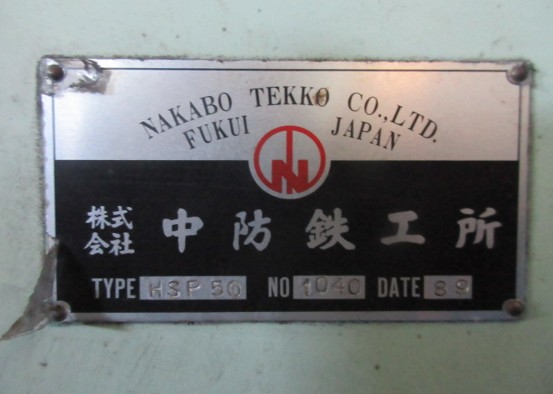 NAKABO TEKKO CO.,LTD.
FUKUI JAPAN
株式会社 中防鉄工所
TYPE HSP 50 NO 1040 DATE 89